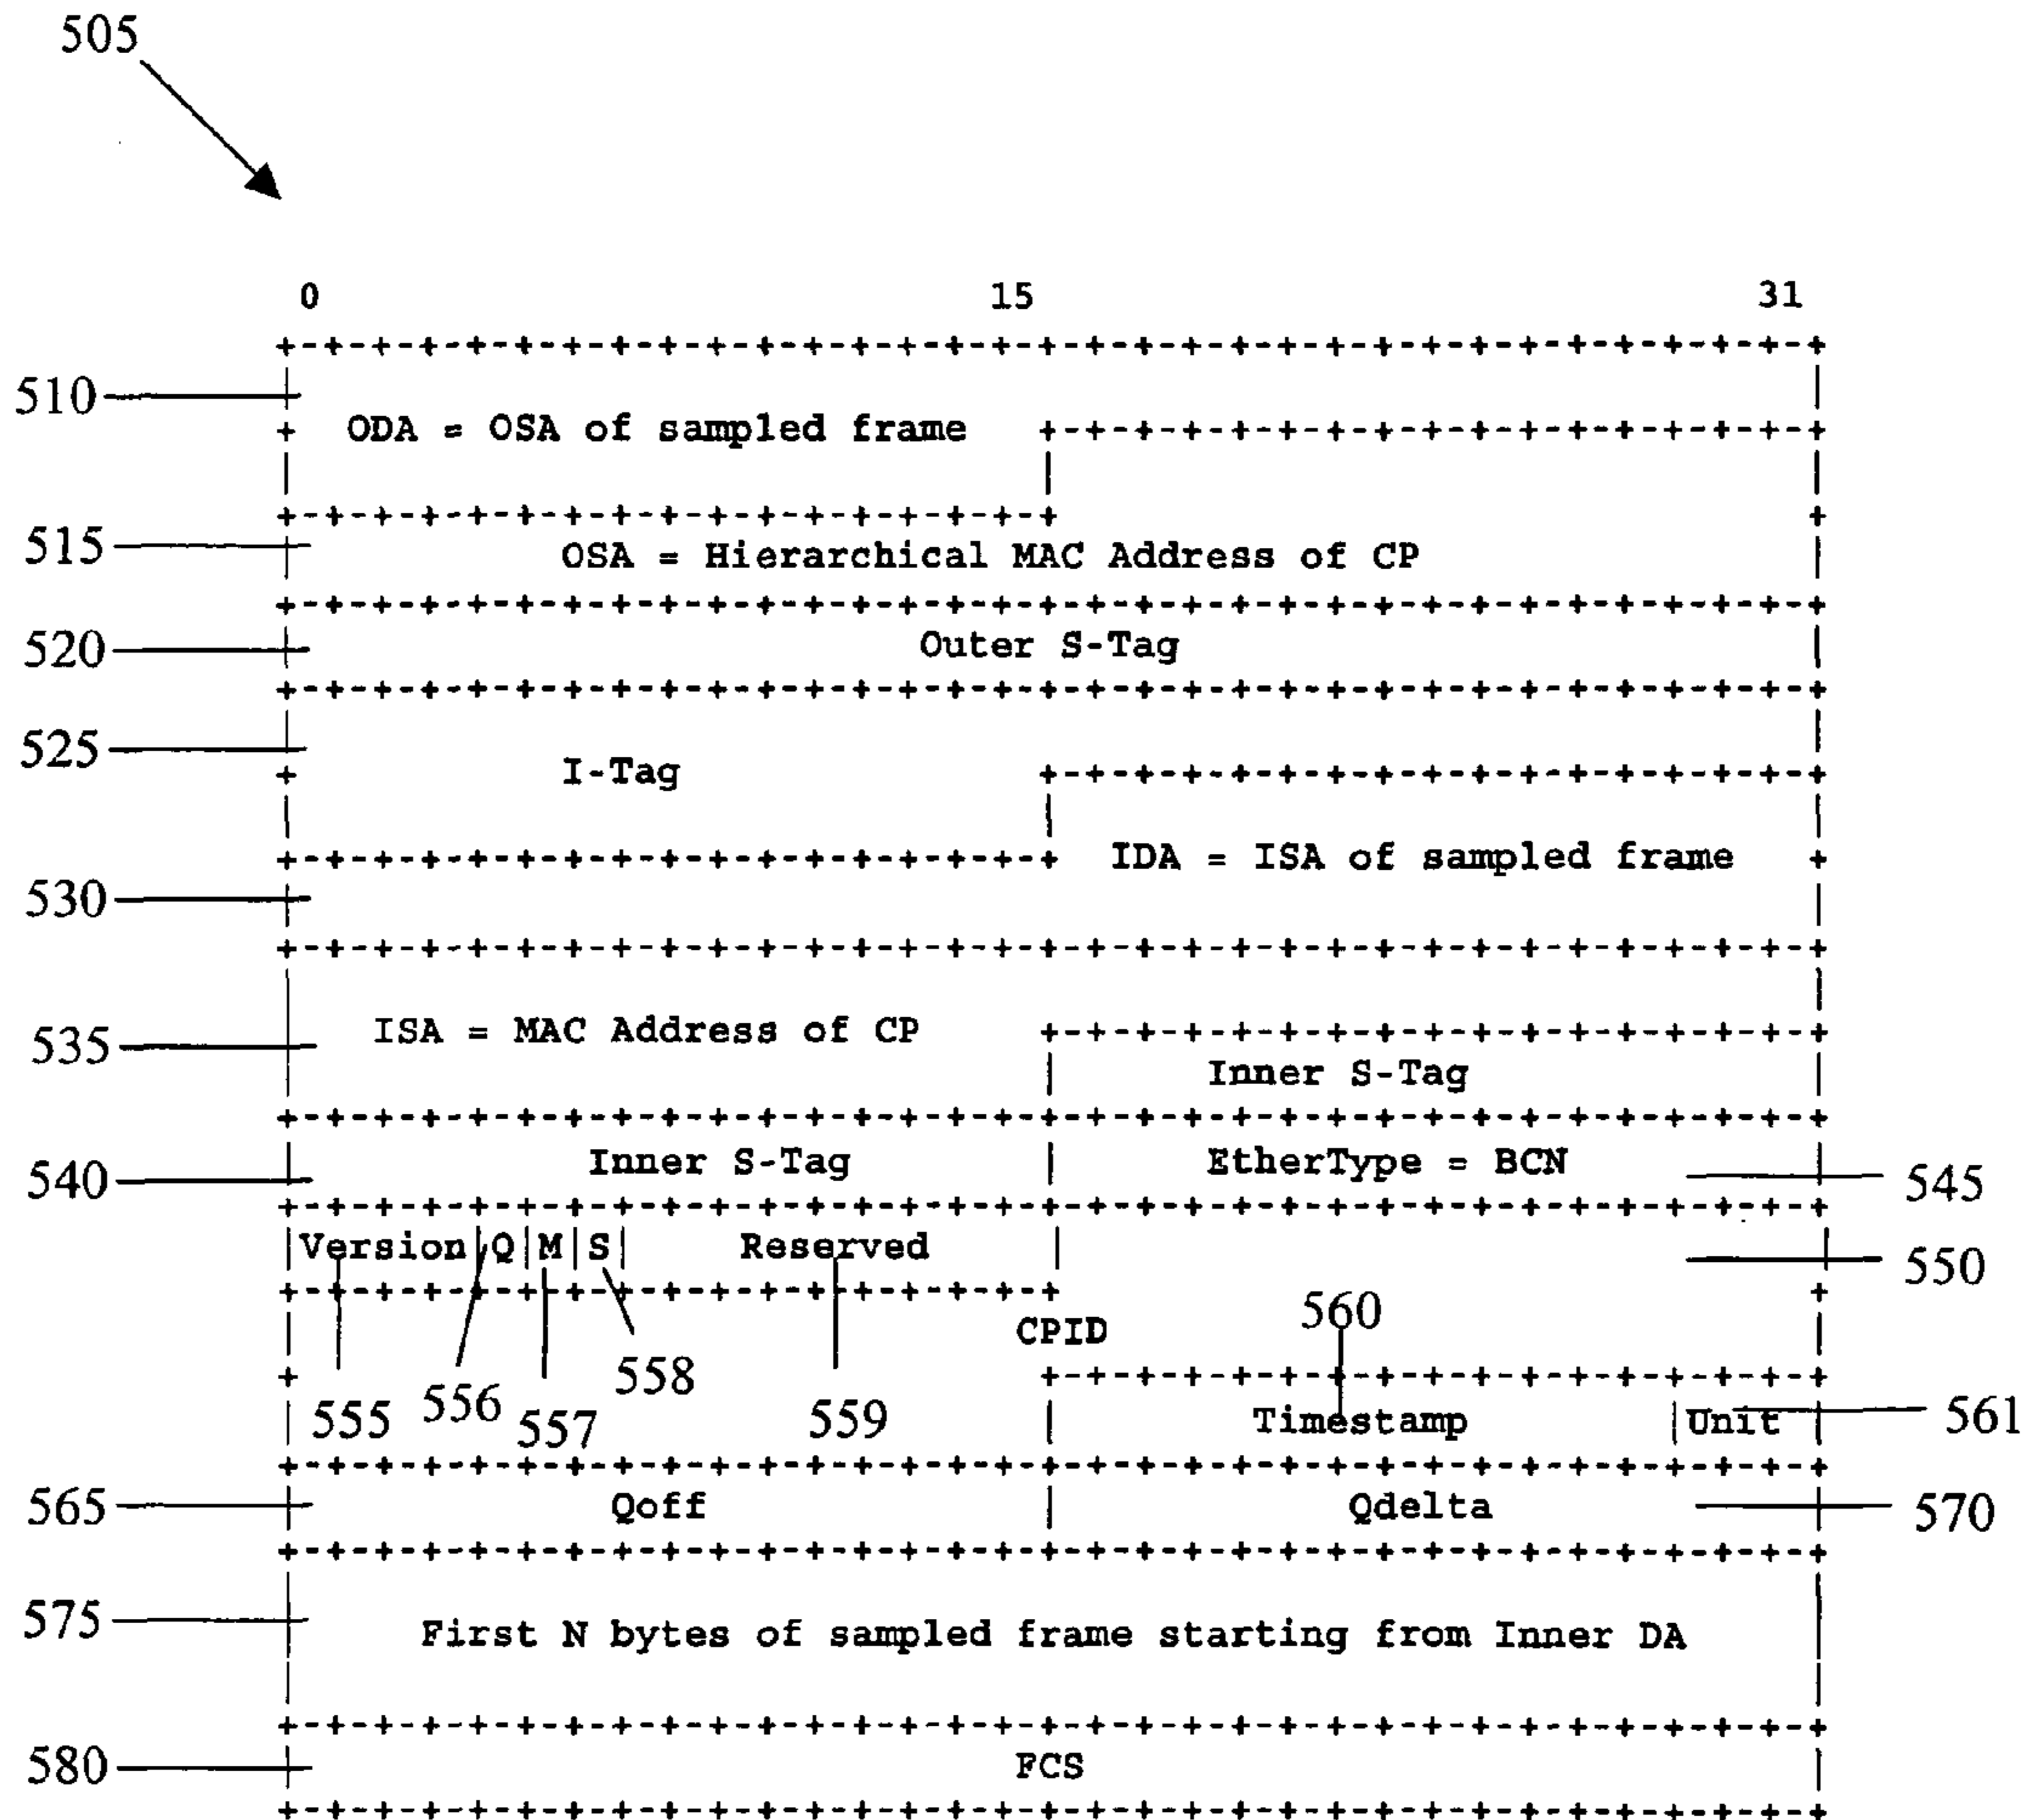 505
0 15 31
510
ODA = OSA of sampled frame
515
OSA = Hierarchical MAC Address of CP
520
Outer S-Tag
525
I-Tag
IDA = ISA of sampled frame
530
535
ISA = MAC Address of CP
Inner S-Tag
540
Inner S-Tag
EtherType = BCN
545
Version Q M S Reserved
550
CPID
560
555 556 557 558 559
Timestamp Unit
561
565
Qoff Qdelta
570
575
First N bytes of sampled frame starting from Inner DA
580
FCS